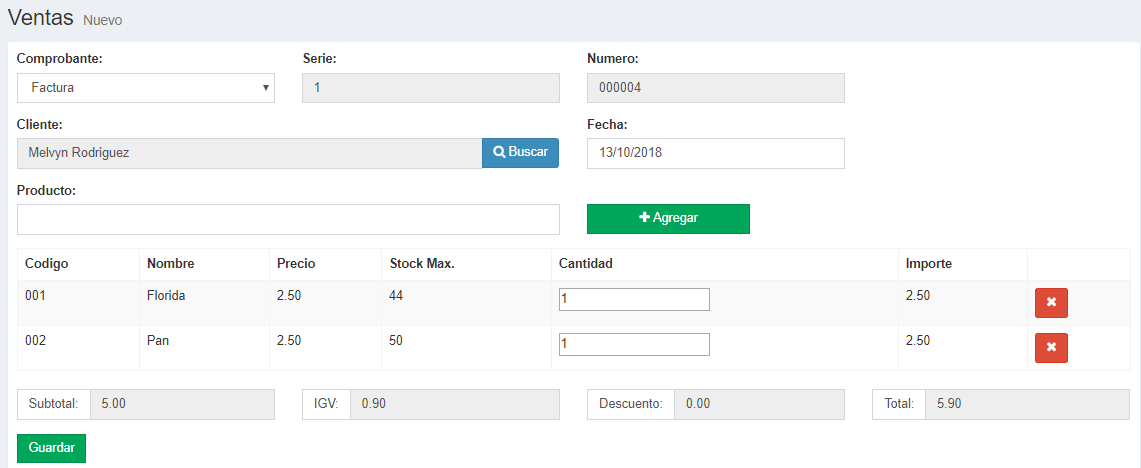 Ventas Nuevo
Comprobante: Serie: Numero:
Factura 1 000004
Cliente: Fecha:
Melvyn Rodriguez Buscar 13/10/2018
Producto:
Agregar
Codigo Nombre Precio Stock Max. Cantidad Importe
001 Florida 2.50 44 1 2.50
002 Pan 2.50 50 1 2.50
Subtotal: 5.00 IGV: 0.90 Descuento: 0.00 Total: 5.90
Guardar